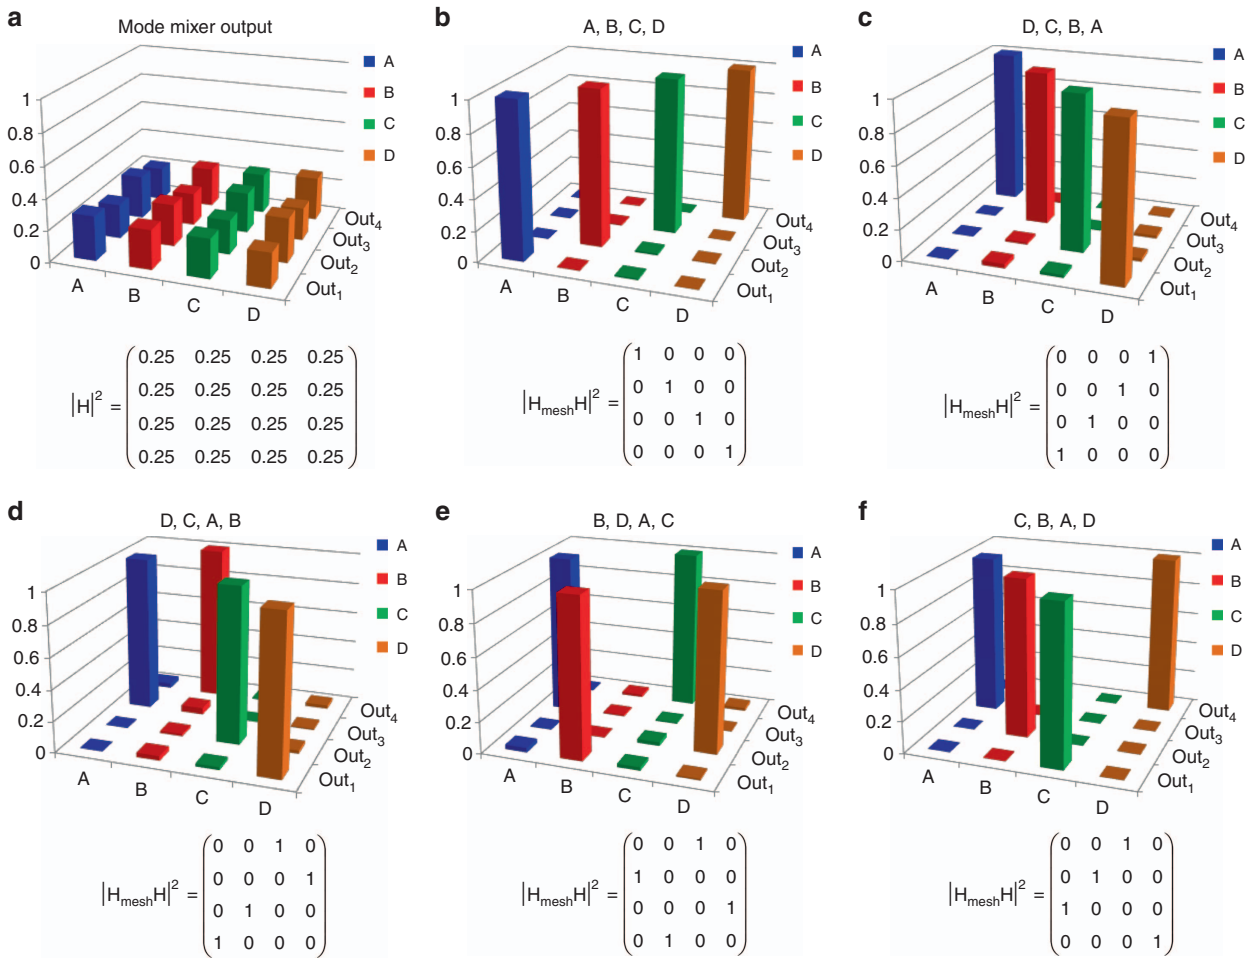 a
Mode mixer output
A
B
C
D
1
0.8
0.6
0.4
0.2
0
A
B
C
D
Out1
Out2
Out3
Out4
|H|² =
0.25 0.25 0.25 0.25
0.25 0.25 0.25 0.25
0.25 0.25 0.25 0.25
0.25 0.25 0.25 0.25
b
A, B, C, D
A
B
C
D
1
0.8
0.6
0.4
0.2
0
A
B
C
D
Out1
Out2
Out3
Out4
|HmeshH|² =
1 0 0 0
0 1 0 0
0 0 1 0
0 0 0 1
c
D, C, B, A
A
B
C
D
1
0.8
0.6
0.4
0.2
0
A
B
C
D
Out1
Out2
Out3
Out4
|HmeshH|² =
0 0 0 1
0 0 1 0
0 1 0 0
1 0 0 0
d
D, C, A, B
A
B
C
D
1
0.8
0.6
0.4
0.2
0
A
B
C
D
Out1
Out2
Out3
Out4
|HmeshH|² =
0 0 1 0
0 0 0 1
0 1 0 0
1 0 0 0
e
B, D, A, C
A
B
C
D
1
0.8
0.6
0.4
0.2
0
A
B
C
D
Out1
Out2
Out3
Out4
|HmeshH|² =
0 0 1 0
1 0 0 0
0 0 0 1
0 1 0 0
f
C, B, A, D
A
B
C
D
1
0.8
0.6
0.4
0.2
0
A
B
C
D
Out1
Out2
Out3
Out4
|HmeshH|² =
0 0 1 0
0 1 0 0
1 0 0 0
0 0 0 1